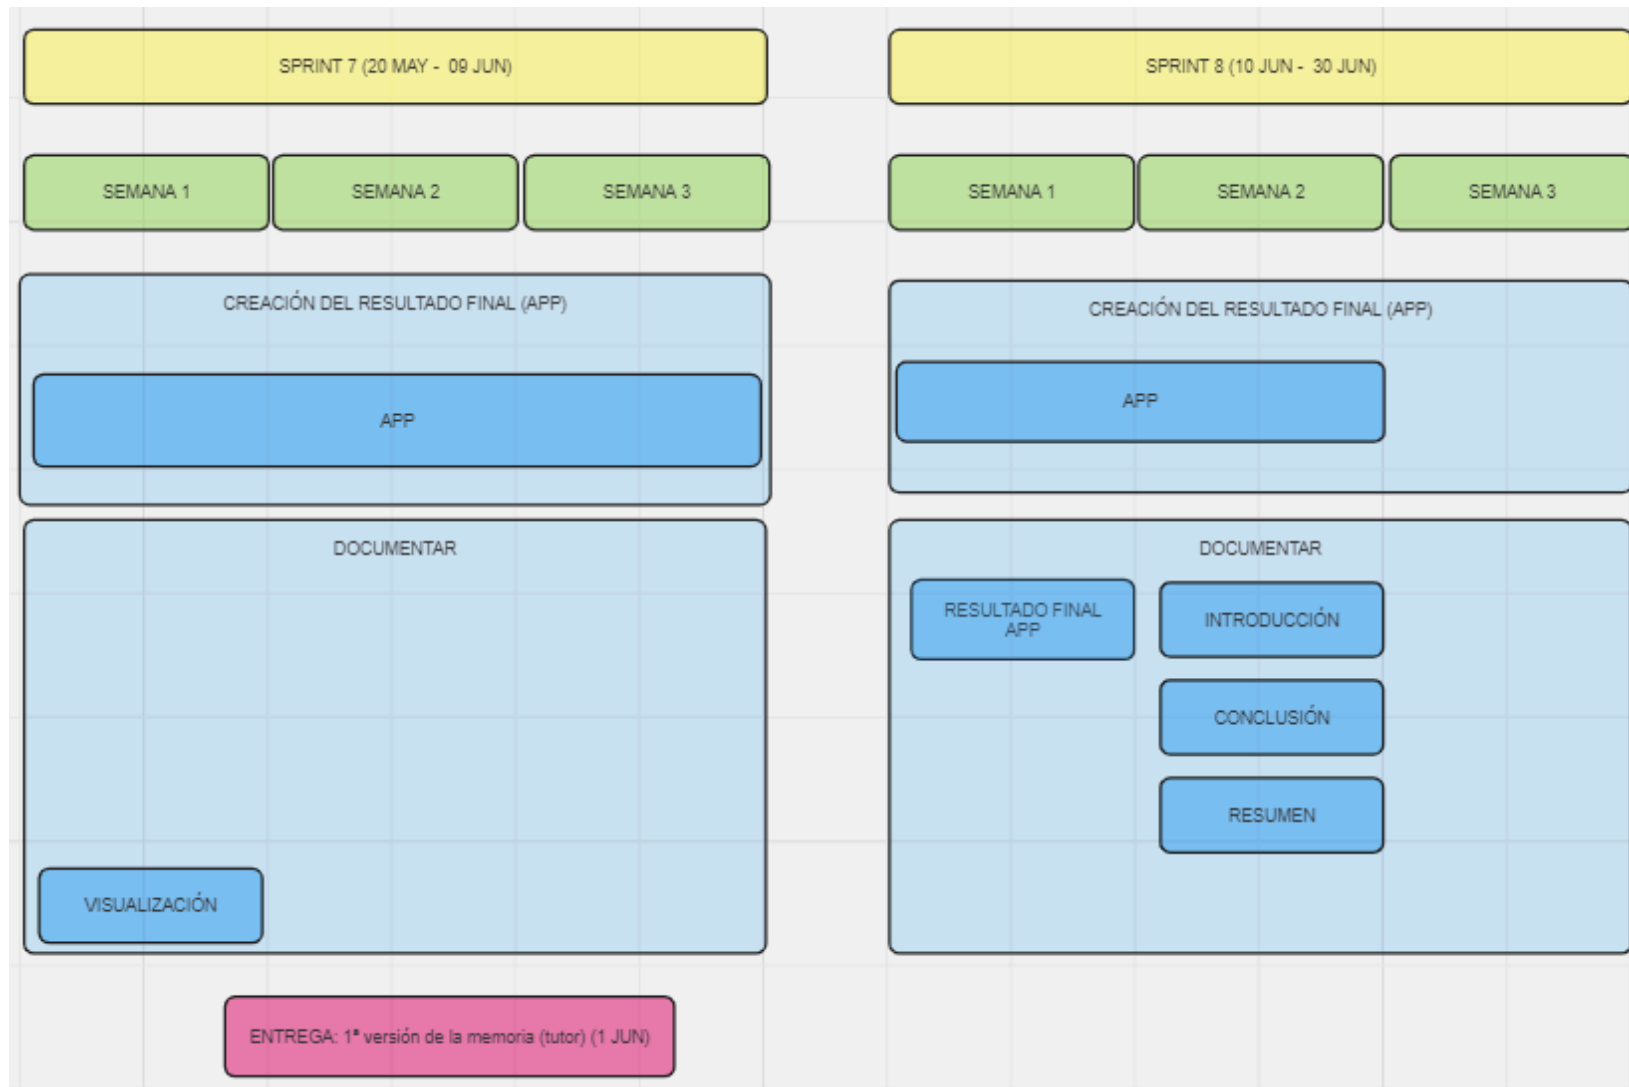 SPRINT 7 (20 MAY - 09 JUN)
SEMANA 1
SEMANA 2
SEMANA 3
CREACIÓN DEL RESULTADO FINAL (APP)
APP
DOCUMENTAR
VISUALIZACIÓN
ENTREGA: 1ª versión de la memoria (tutor) (1 JUN)
SPRINT 8 (10 JUN - 30 JUN)
SEMANA 1
SEMANA 2
SEMANA 3
CREACIÓN DEL RESULTADO FINAL (APP)
APP
DOCUMENTAR
RESULTADO FINAL
APP
INTRODUCCIÓN
CONCLUSIÓN
RESUMEN